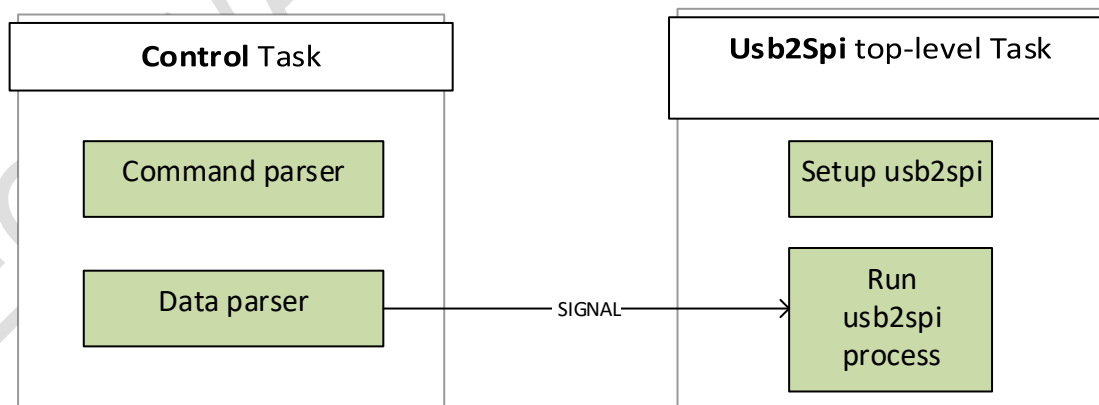 Control Task
Usb2Spi top-level Task
Command parser
Setup usb2spi
Data parser
SIGNAL
Run
usb2spi
process